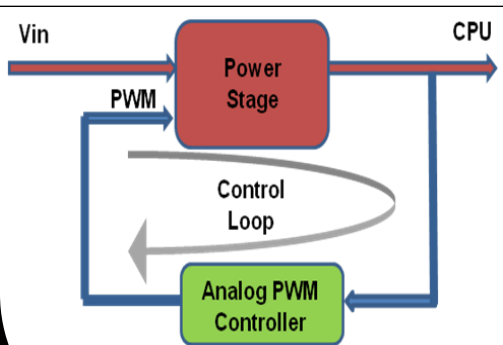 Vin
CPU
Power
Stage
PWM
Control
Loop
Analog PWM
Controller